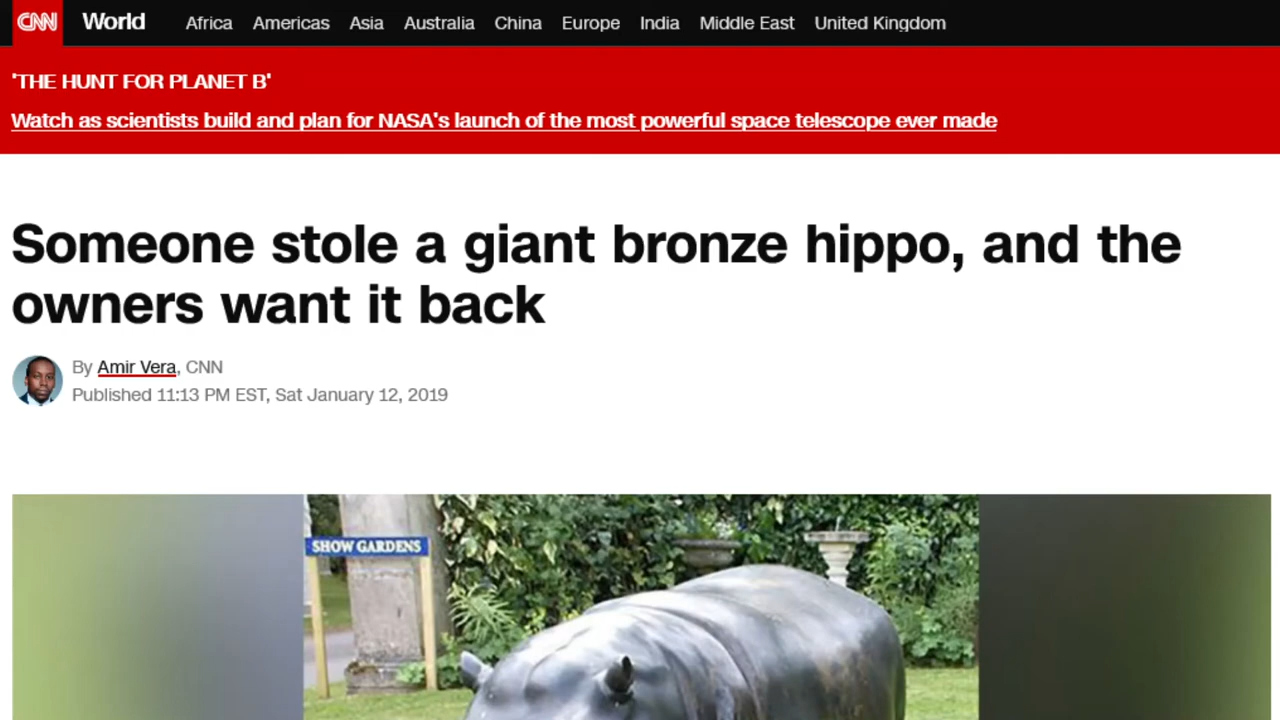 CNN World Africa Americas Asia Australia China Europe India Middle East United Kingdom
'THE HUNT FOR PLANET B'
Watch as scientists build and plan for NASA's launch of the most powerful space telescope ever made
Someone stole a giant bronze hippo, and the
owners want it back
By Amir Vera, CNN
Published 11:13 PM EST, Sat January 12, 2019
SHOW GARDENS